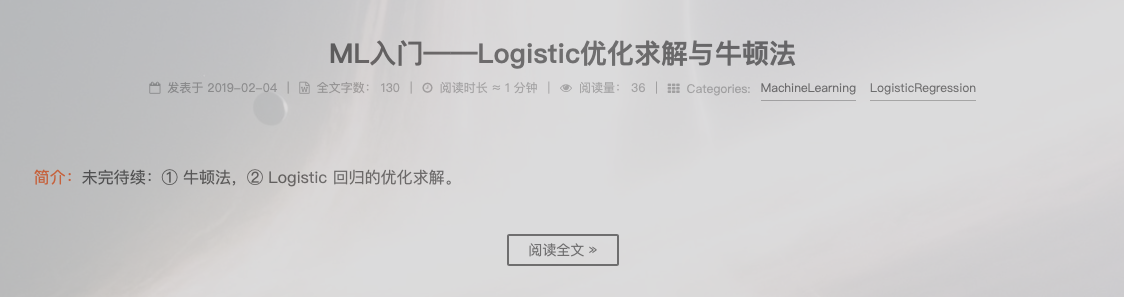 ML入门——Logistic优化求解与牛顿法
发表于 2019-02-04 | 全文字数： 130 | 阅读时长 ≈ 1 分钟 | 阅读量： 36 | Categories: MachineLearning LogisticRegression
简介：未完待续：① 牛顿法，② Logistic 回归的优化求解。
阅读全文 »